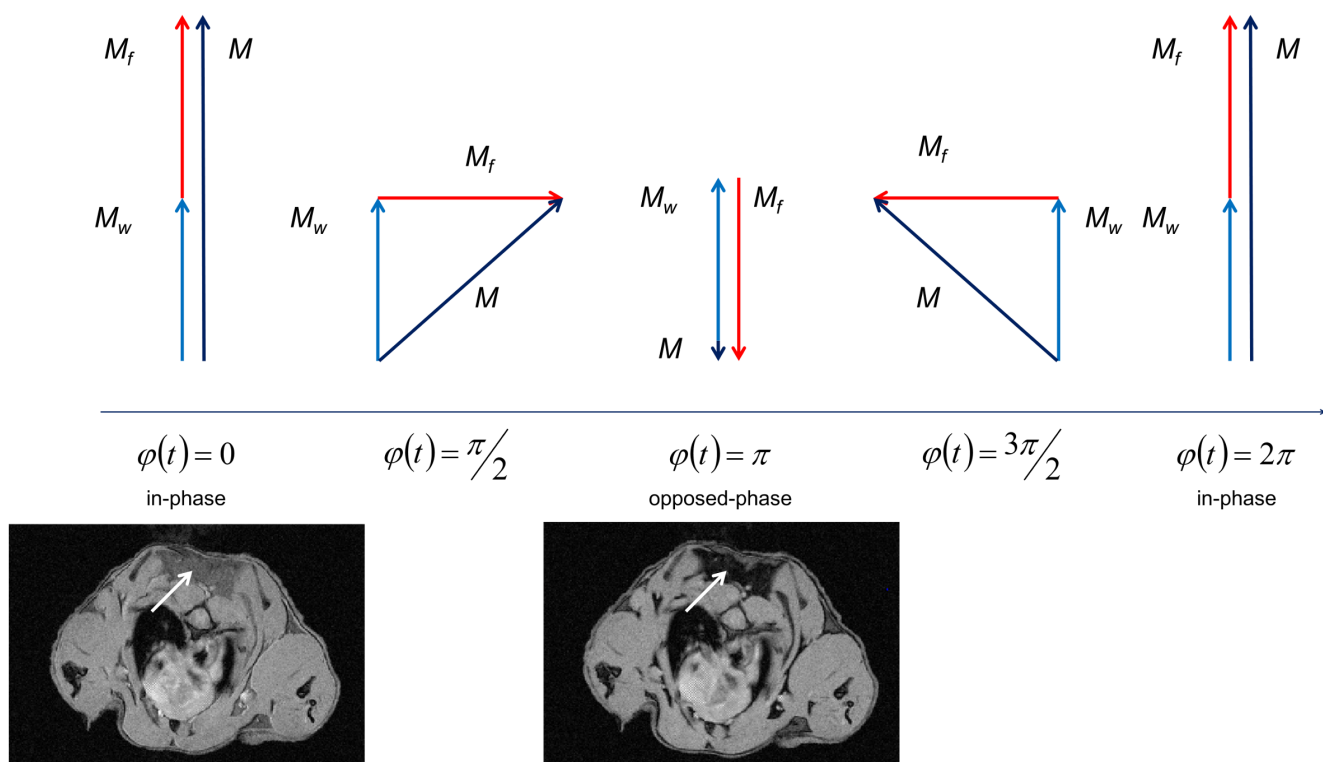 M_f M
M_w
M_f
M_w
M
M_w M_f
M
M_f
M_w
M
M_f M
M_w
φ(t) = 0
in-phase
φ(t) = π/2
φ(t) = π
opposed-phase
φ(t) = 3π/2
φ(t) = 2π
in-phase